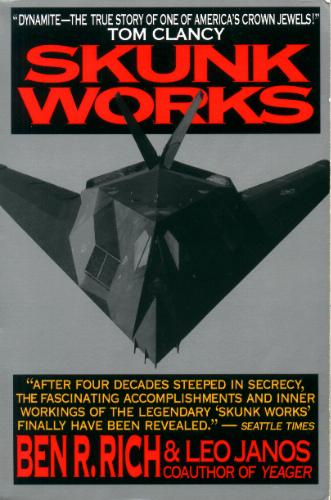 "DYNAMITE—THE TRUE STORY OF ONE OF AMERICA'S CROWN JEWELS!"
TOM CLANCY
SKUNK
WORKS
"AFTER FOUR DECADES STEEPED IN SECRECY,
THE FASCINATING ACCOMPLISHMENTS AND INNER
WORKINGS OF THE LEGENDARY 'SKUNK WORKS'
FINALLY HAVE BEEN REVEALED." — SEATTLE TIMES
BEN R. RICH & LEO JANOS
COAUTHOR OF YEAGER